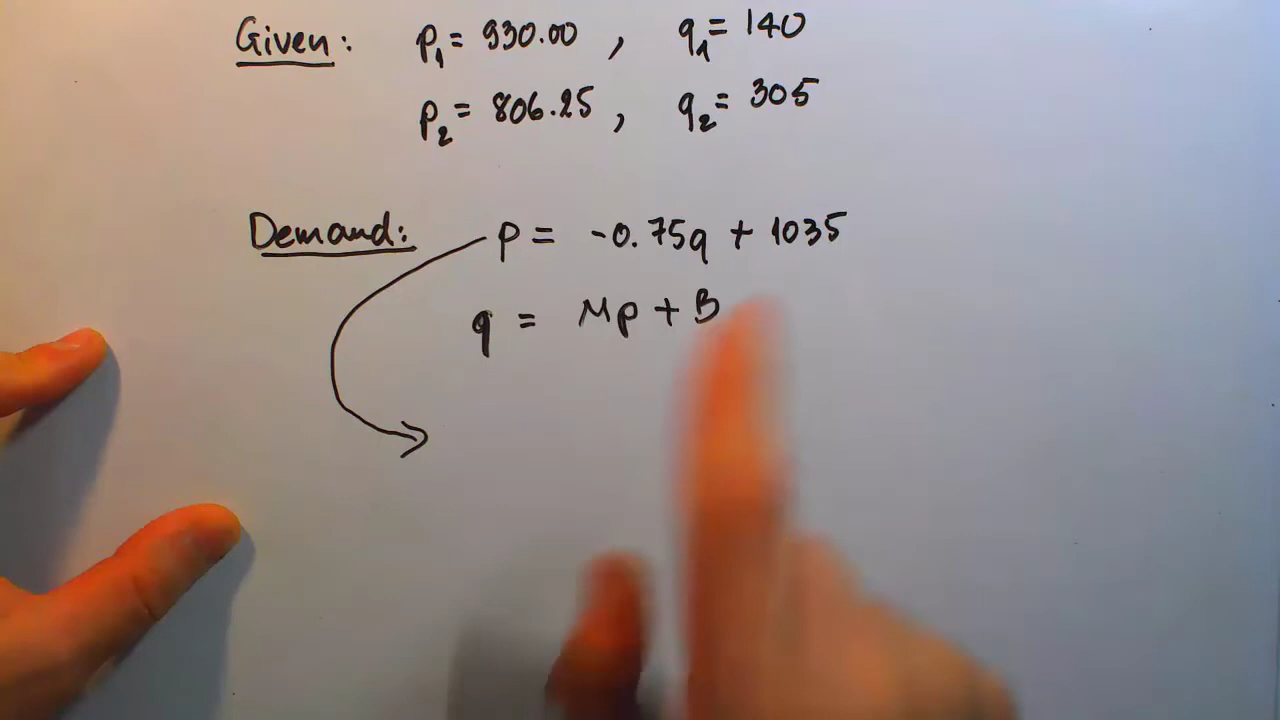 Given: p₁ = 930.00 , q₁ = 140
p₂ = 806.25 , q₂ = 305
Demand: p = -0.75q + 1035
q = Mp + B